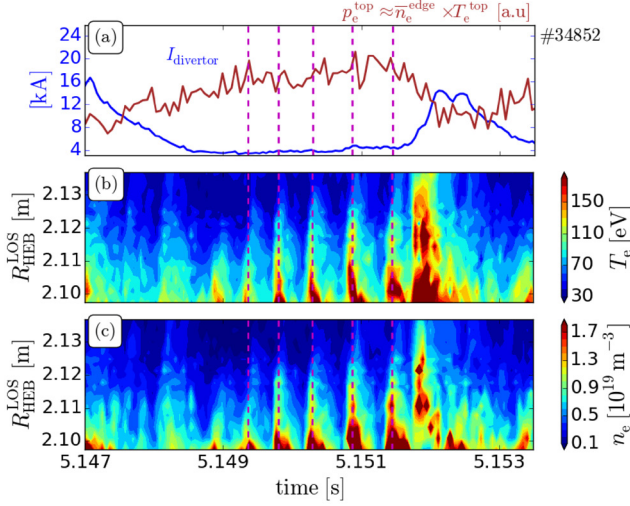 p_e^top ≈ n̅_e^edge × T_e^top [a.u]
(a)
#34852
I_divertor
24
20
16
12
8
4
[kA]
(b)
2.13
2.12
2.11
2.10
R_HEB^LOS [m]
150
110
70
30
T_e [eV]
(c)
2.13
2.12
2.11
2.10
R_HEB^LOS [m]
1.7
1.3
0.9
0.5
0.1
n_e [10^19 m^−3]
5.147
5.149
5.151
5.153
time [s]